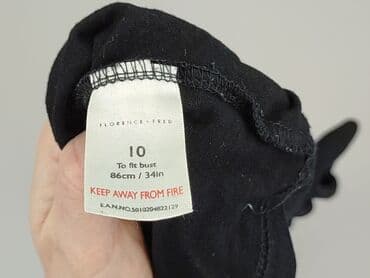 FLORENCE + FRED
10
To fit bust
86cm / 34in
KEEP AWAY FROM FIRE
E.A.N.NO.5010204822129